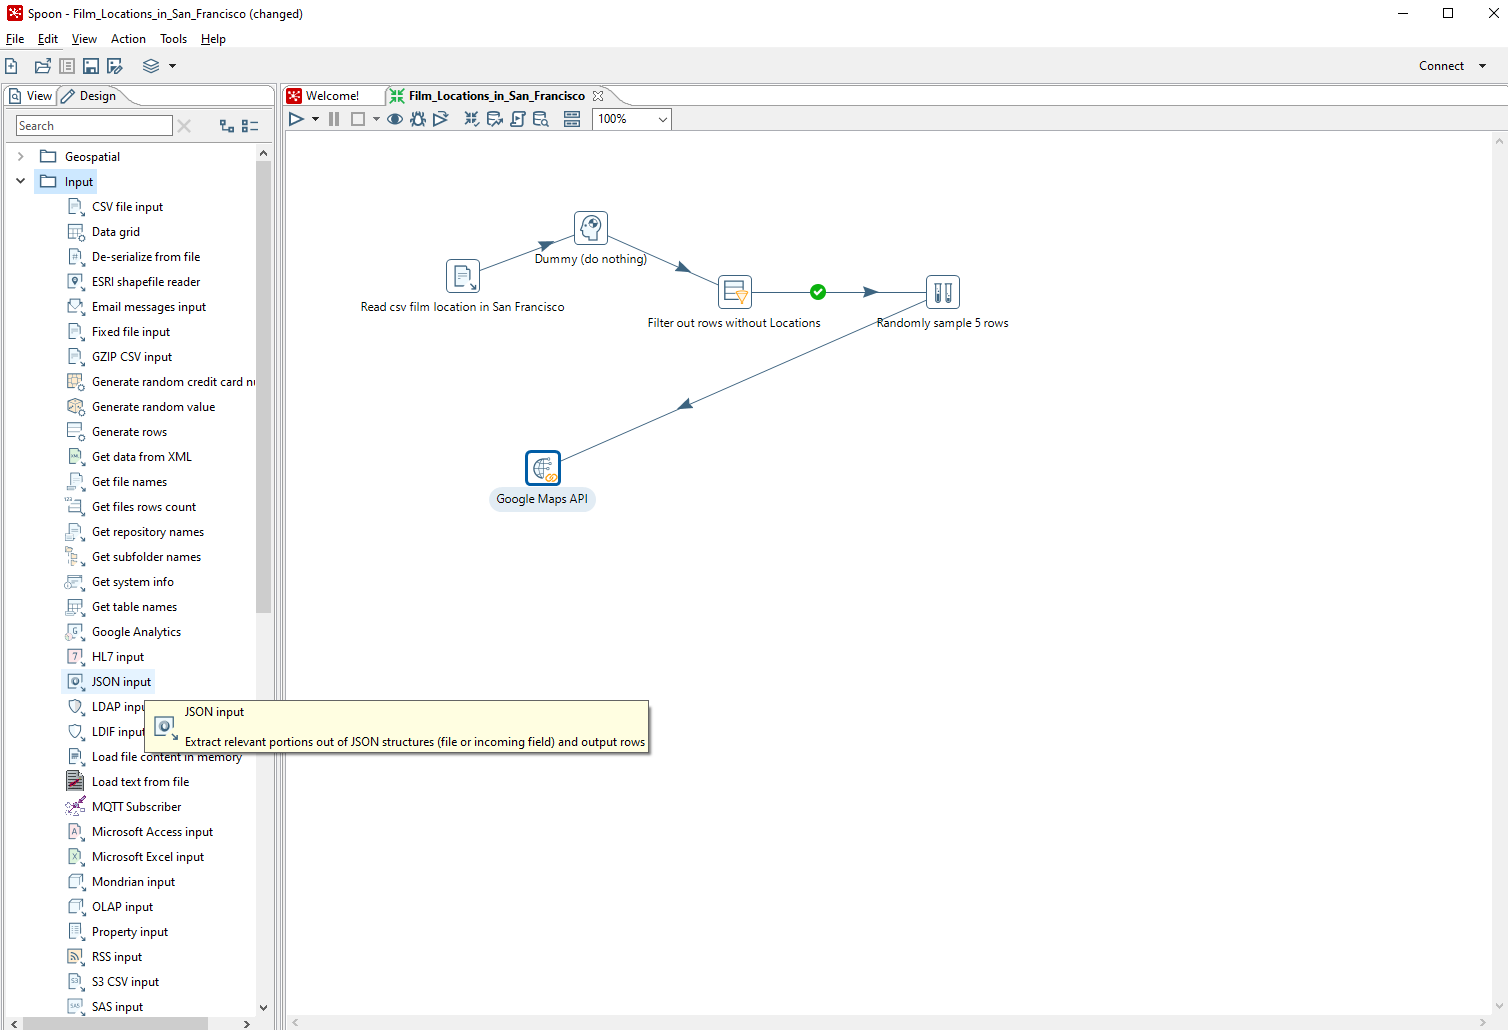 Spoon - Film_Locations_in_San_Francisco (changed)
File Edit View Action Tools Help
Connect
View Design
Welcome! Film_Locations_in_San_Francisco
Search
100%
Geospatial
Input
CSV file input
Data grid
De-serialize from file
ESRI shapefile reader
Email messages input
Fixed file input
GZIP CSV input
Generate random credit card nu
Generate random value
Generate rows
Get data from XML
Get file names
Get files rows count
Get repository names
Get subfolder names
Get system info
Get table names
Google Analytics
HL7 input
JSON input
LDAP inpu
LDIF input
Load file content in memory
Load text from file
MQTT Subscriber
Microsoft Access input
Microsoft Excel input
Mondrian input
OLAP input
Property input
RSS input
S3 CSV input
SAS input
Dummy (do nothing)
Read csv film location in San Francisco
Filter out rows without Locations
Randomly sample 5 rows
Google Maps API
JSON input
Extract relevant portions out of JSON structures (file or incoming field) and output rows